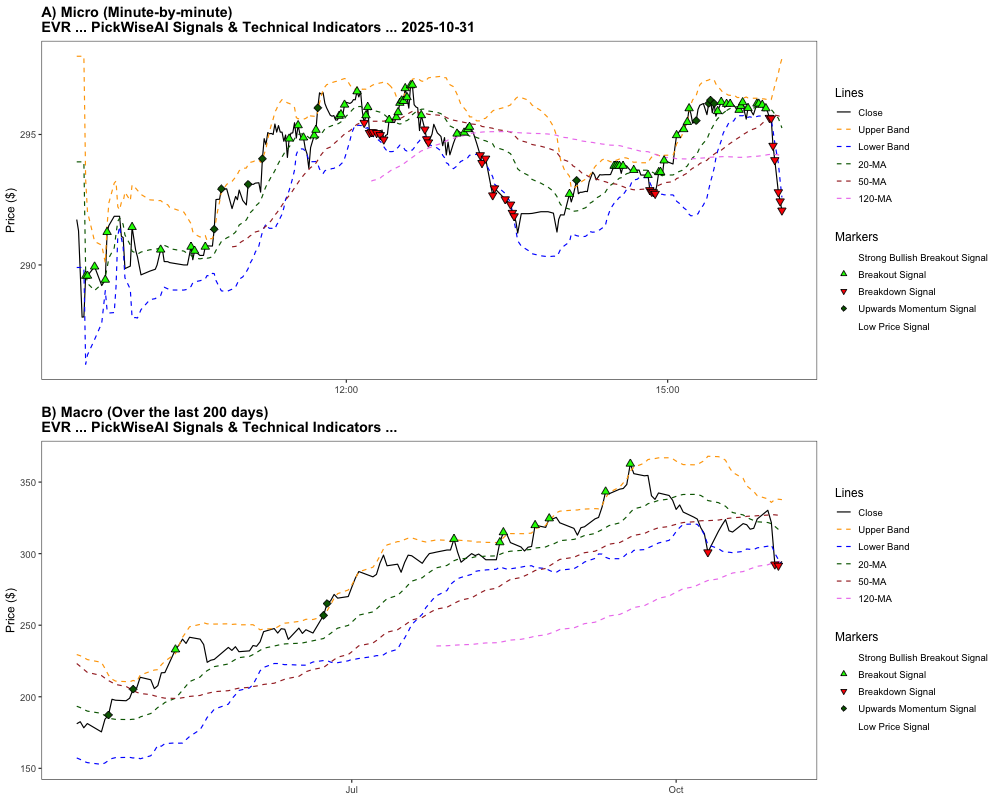 A) Micro (Minute-by-minute)
EVR ... PickWiseAI Signals & Technical Indicators ... 2025-10-31
Price ($)
295
290
12:00
15:00
Lines
Close
Upper Band
Lower Band
20-MA
50-MA
120-MA
Markers
Strong Bullish Breakout Signal
Breakout Signal
Breakdown Signal
Upwards Momentum Signal
Low Price Signal
B) Macro (Over the last 200 days)
EVR ... PickWiseAI Signals & Technical Indicators ...
Price ($)
350
300
250
200
150
Jul
Oct
Lines
Close
Upper Band
Lower Band
20-MA
50-MA
120-MA
Markers
Strong Bullish Breakout Signal
Breakout Signal
Breakdown Signal
Upwards Momentum Signal
Low Price Signal